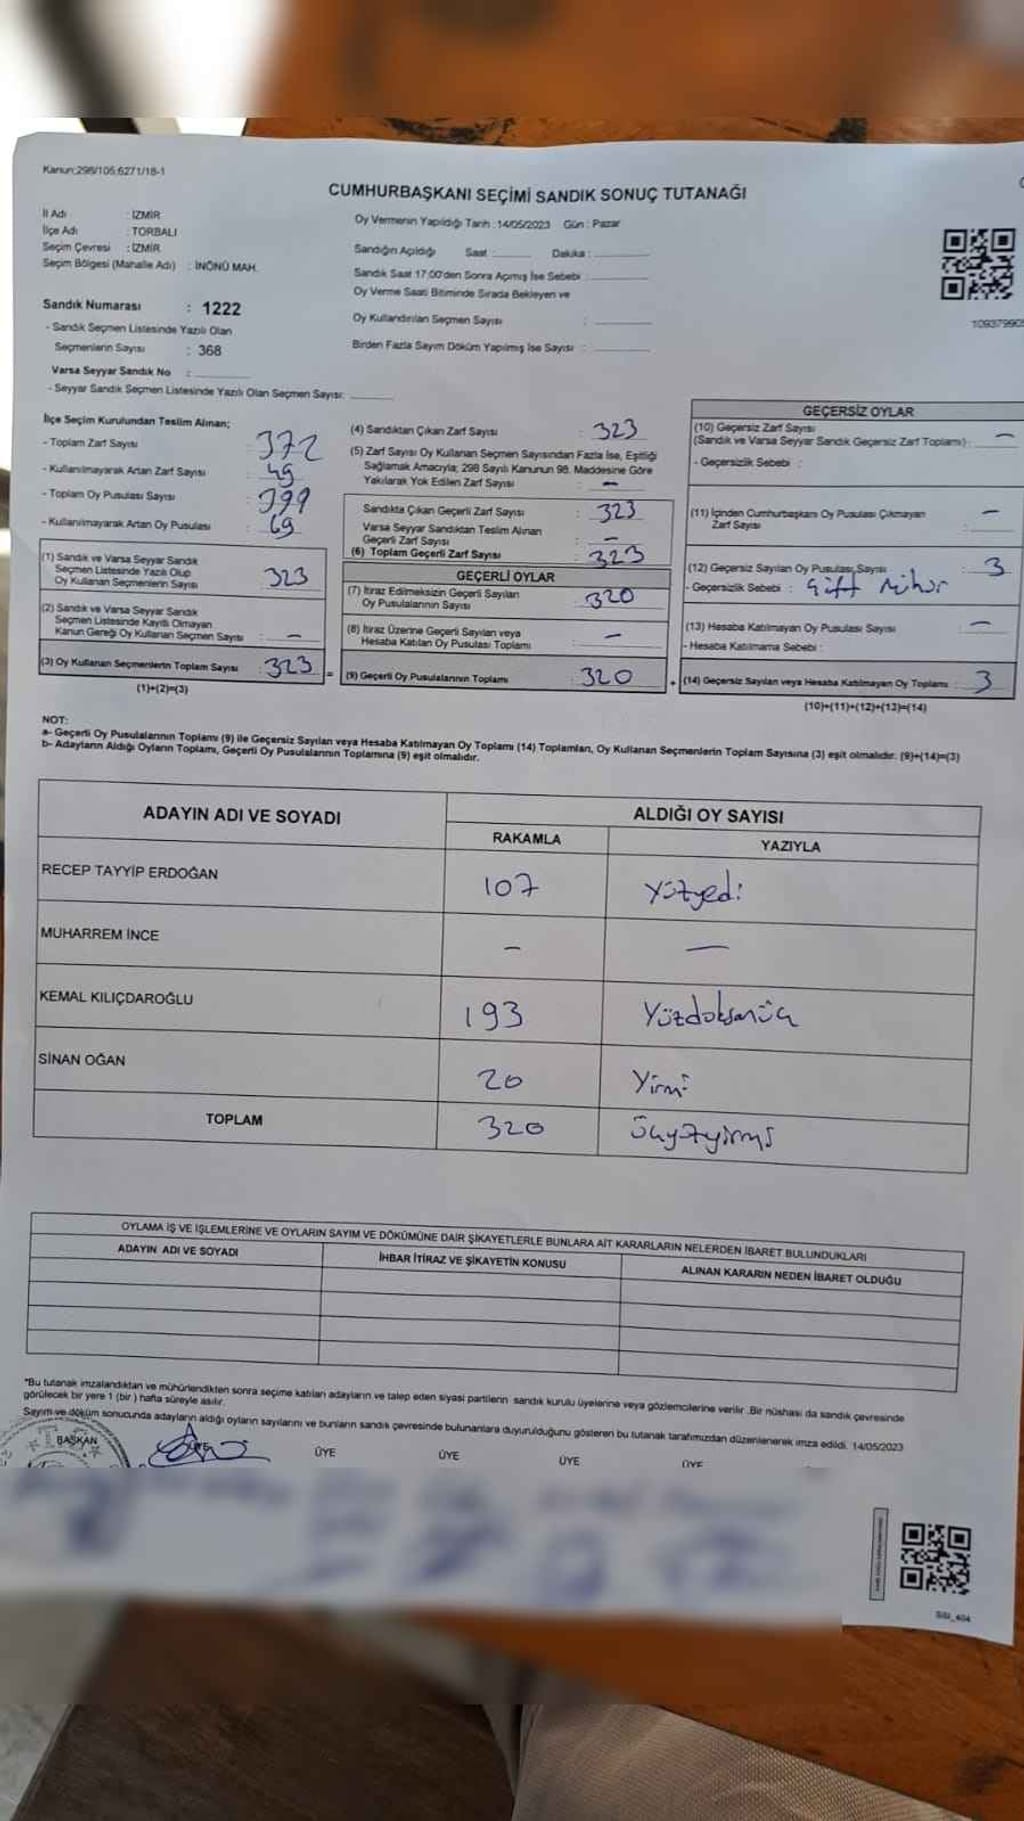 Kanun:298/105;6271/18-1
CUMHURBAŞKANI SEÇİMİ SANDIK SONUÇ TUTANAĞI
İl Adı : İZMİR
İlçe Adı : TORBALI
Seçim Çevresi : İZMİR
Seçim Bölgesi (Mahalle Adı) : İNÖNÜ MAH.
Oy Vermenin Yapıldığı Tarih : 14/05/2023 Gün : Pazar
Sandığın Açıldığı Saat : Dakika :
Sandık Saat 17:00'den Sonra Açmış İse Sebebi :
Oy Verme Saati Bitiminde Sırada Bekleyen ve
Oy Kullandırılan Seçmen Sayısı :
Birden Fazla Sayım Döküm Yapılmış İse Sayısı :
Sandık Numarası : 1222
- Sandık Seçmen Listesinde Yazılı Olan
Seçmenlerin Sayısı : 368
Varsa Seyyar Sandık No :
- Seyyar Sandık Seçmen Listesinde Yazılı Olan Seçmen Sayısı:
İlçe Seçim Kurulundan Teslim Alınan;
- Toplam Zarf Sayısı : 372
- Kullanılmayarak Artan Zarf Sayısı : 49
- Toplam Oy Pusulası Sayısı :
- Kullanılmayarak Artan Oy Pusulası : 69
(1) Sandık ve Varsa Seyyar Sandık
Seçmen Listesinde Yazılı Olup
Oy Kullanan Seçmenlerin Sayısı 323
(2) Sandık ve Varsa Seyyar Sandık
Seçmen Listesinde Kayıtlı Olmayan
Kanun Gereği Oy Kullanan Seçmen Sayısı : -
(3) Oy Kullanan Seçmenlerin Toplam Sayısı : 323 =
(1)+(2)=(3)
(4) Sandıktan Çıkan Zarf Sayısı : 323
(5) Zarf Sayısı Oy Kullanan Seçmen Sayısından Fazla İse, Eşitliği
Sağlamak Amacıyla; 298 Sayılı Kanunun 98. Maddesine Göre
Yakılarak Yok Edilen Zarf Sayısı : -
Sandıkta Çıkan Geçerli Zarf Sayısı : 323
Varsa Seyyar Sandıktan Teslim Alınan
Geçerli Zarf Sayısı : -
(6) Toplam Geçerli Zarf Sayısı : 323
GEÇERLİ OYLAR
(7) İtiraz Edilmeksizin Geçerli Sayılan
Oy Pusulalarının Sayısı : 320
(8) İtiraz Üzerine Geçerli Sayılan veya
Hesaba Katılan Oy Pusulası Toplamı : -
(9) Geçerli Oy Pusulalarının Toplamı : 320 +
GEÇERSİZ OYLAR
(10) Geçersiz Zarf Sayısı
(Sandık ve Varsa Seyyar Sandık Geçersiz Zarf Toplamı) : -
- Geçersizlik Sebebi :
(11) İçinden Cumhurbaşkanı Oy Pusulası Çıkmayan
Zarf Sayısı : -
(12) Geçersiz Sayılan Oy Pusulası Sayısı : 3
- Geçersizlik Sebebi : Çift Mühür
(13) Hesaba Katılmayan Oy Pusulası Sayısı : -
- Hesaba Katılmama Sebebi :
(14) Geçersiz Sayılan veya Hesaba Katılmayan Oy Toplamı : 3
(10)+(11)+(12)+(13)=(14)
NOT:
a- Geçerli Oy Pusulalarının Toplamı (9) ile Geçersiz Sayılan veya Hesaba Katılmayan Oy Toplamı (14) Toplamları, Oy Kullanan Seçmenlerin Toplam Sayısına (3) eşit olmalıdır. (9)+(14)=(3)
b- Adayların Aldığı Oyların Toplamı, Geçerli Oy Pusulalarının Toplamına (9) eşit olmalıdır.
ADAYIN ADI VE SOYADI ALDIĞI OY SAYISI
RAKAMLA YAZIYLA
RECEP TAYYİP ERDOĞAN 107 yüzyedi
MUHARREM İNCE - -
KEMAL KILIÇDAROĞLU 193 Yüzdoksanüç
SİNAN OĞAN 20 Yirmi
TOPLAM 320 üçyüzyirmi
OYLAMA İŞ VE İŞLEMLERİNE VE OYLARIN SAYIM VE DÖKÜMÜNE DAİR ŞİKAYETLERLE BUNLARA AİT KARARLARIN NELERDEN İBARET BULUNDUKLARI
ADAYIN ADI VE SOYADI İHBAR İTİRAZ VE ŞİKAYETİN KONUSU ALINAN KARARIN NEDEN İBARET OLDUĞU
*Bu tutanak imzalandıktan ve mühürlendikten sonra seçime katılan adayların ve talep eden siyasi partilerin sandık kurulu üyelerine veya gözlemcilerine verilir .Bir nüshası da sandık çevresinde
görülecek bir yere 1 (bir ) hafta süreyle asılır.
Sayım ve döküm sonucunda adayların aldığı oyların sayılarını ve bunların sandık çevresinde bulunanlara duyurulduğunu gösteren bu tutanak tarafımızdan düzenlenerek imza edildi. 14/05/2023
BAŞKAN ÜYE ÜYE ÜYE ÜYE